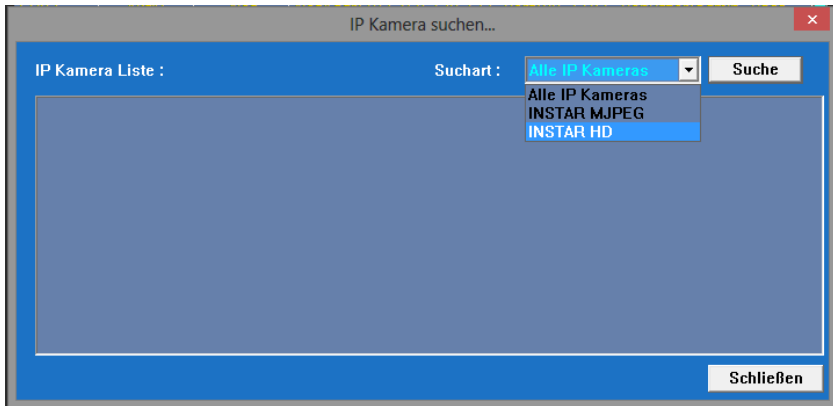 IP Kamera suchen...
IP Kamera Liste :
Suchart :
Alle IP Kameras
Suche
Alle IP Kameras
INSTAR MJPEG
INSTAR HD
Schließen